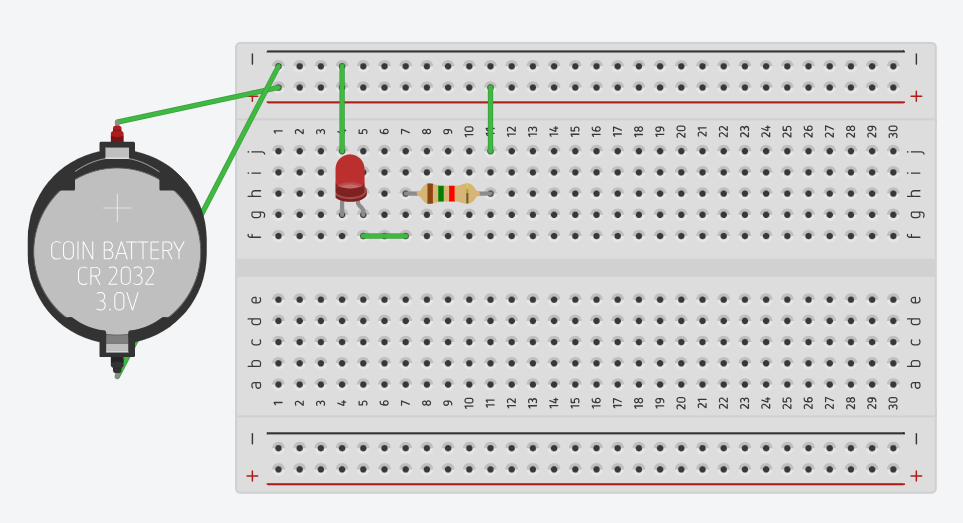 − −
+ +
1 2 3 4 5 6 7 8 9 10 11 12 13 14 15 16 17 18 19 20 21 22 23 24 25 26 27 28 29 30
j j
i i
h h
g g
f f
COIN BATTERY
CR 2032
3.0V
e e
d d
c c
b b
a a
1 2 3 4 5 6 7 8 9 10 11 12 13 14 15 16 17 18 19 20 21 22 23 24 25 26 27 28 29 30
− −
+ +